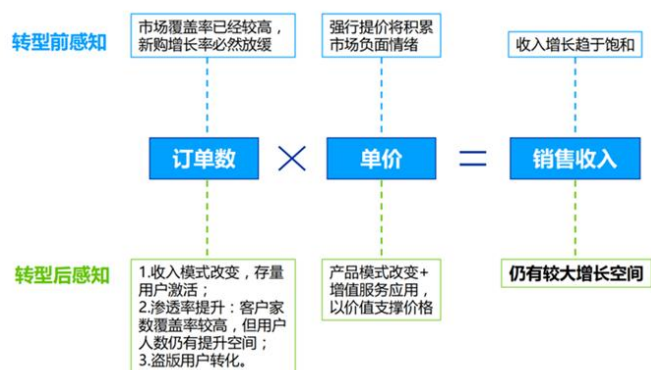 转型前感知
市场覆盖率已经较高，
新购增长率必然放缓
强行提价将积累
市场负面情绪
收入增长趋于饱和
订单数
×
单价
=
销售收入
转型后感知
1.收入模式改变，存量
用户激活；
2.渗透率提升：客户家
数覆盖率较高，但用户
人数仍有提升空间；
3.盗版用户转化。
产品模式改变+
增值服务应用，
以价值支撑价格
仍有较大增长空间